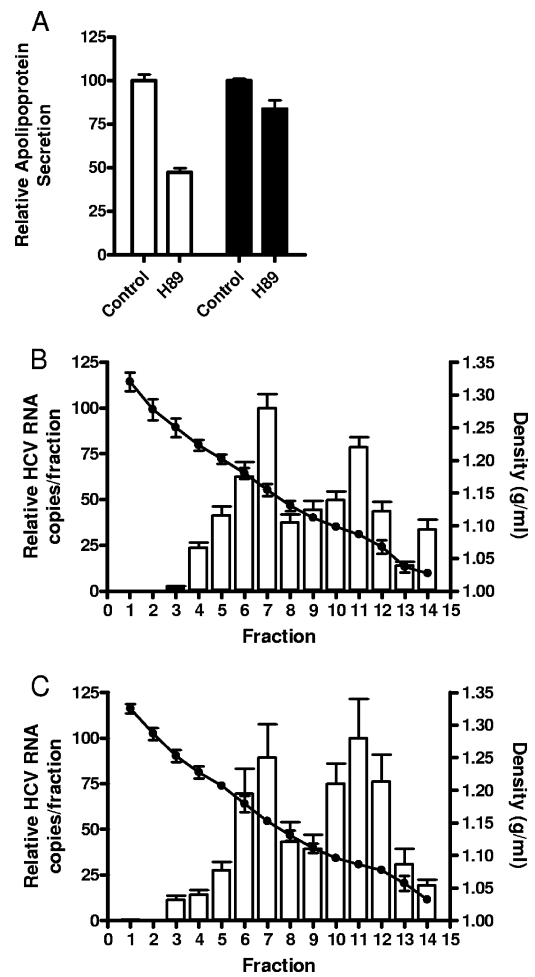 A
Relative Apolipoprotein
Secretion
125
100
75
50
25
0
Control
H89
Control
H89
B
Relative HCV RNA
copies/fraction
125
100
75
50
25
0
1.35
1.30
1.25
1.20
1.15
1.10
1.05
1.00
Density (g/ml)
0 1 2 3 4 5 6 7 8 9 10 11 12 13 14 15
Fraction
C
Relative HCV RNA
copies/fraction
125
100
75
50
25
0
1.35
1.30
1.25
1.20
1.15
1.10
1.05
1.00
Density (g/ml)
0 1 2 3 4 5 6 7 8 9 10 11 12 13 14 15
Fraction